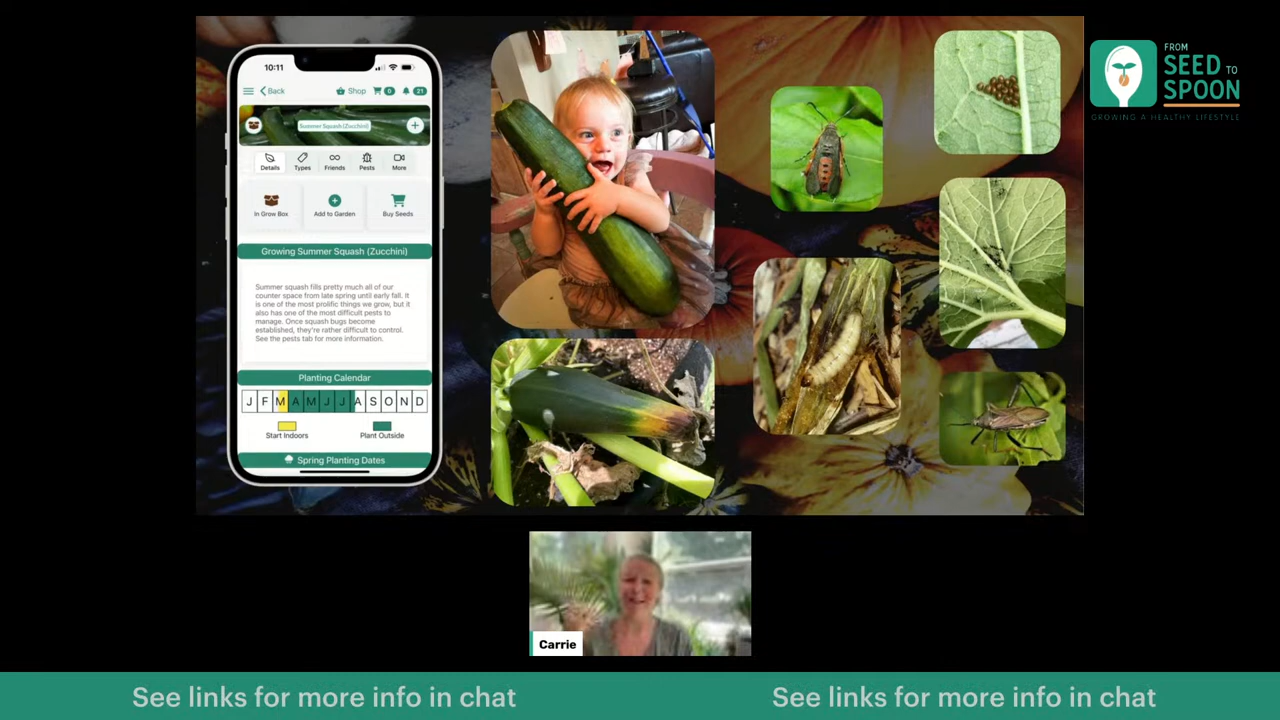 10:11
Back
Shop
0
21
Summer Squash (Zucchini)
Details
Types
Friends
Pests
More
In Grow Box
Add to Garden
Buy Seeds
Growing Summer Squash (Zucchini)
Summer squash fills pretty much all of our
counter space from late spring until early fall. It
is one of the most prolific things we grow, but it
also has one of the most difficult pests to
manage. Once squash bugs become
established, they're rather difficult to control.
See the pests tab for more information.
Planting Calendar
J F M A M J J A S O N D
Start Indoors
Plant Outside
Spring Planting Dates
FROM
SEED TO
SPOON
GROWING A HEALTHY LIFESTYLE
Carrie
See links for more info in chat
See links for more info in chat